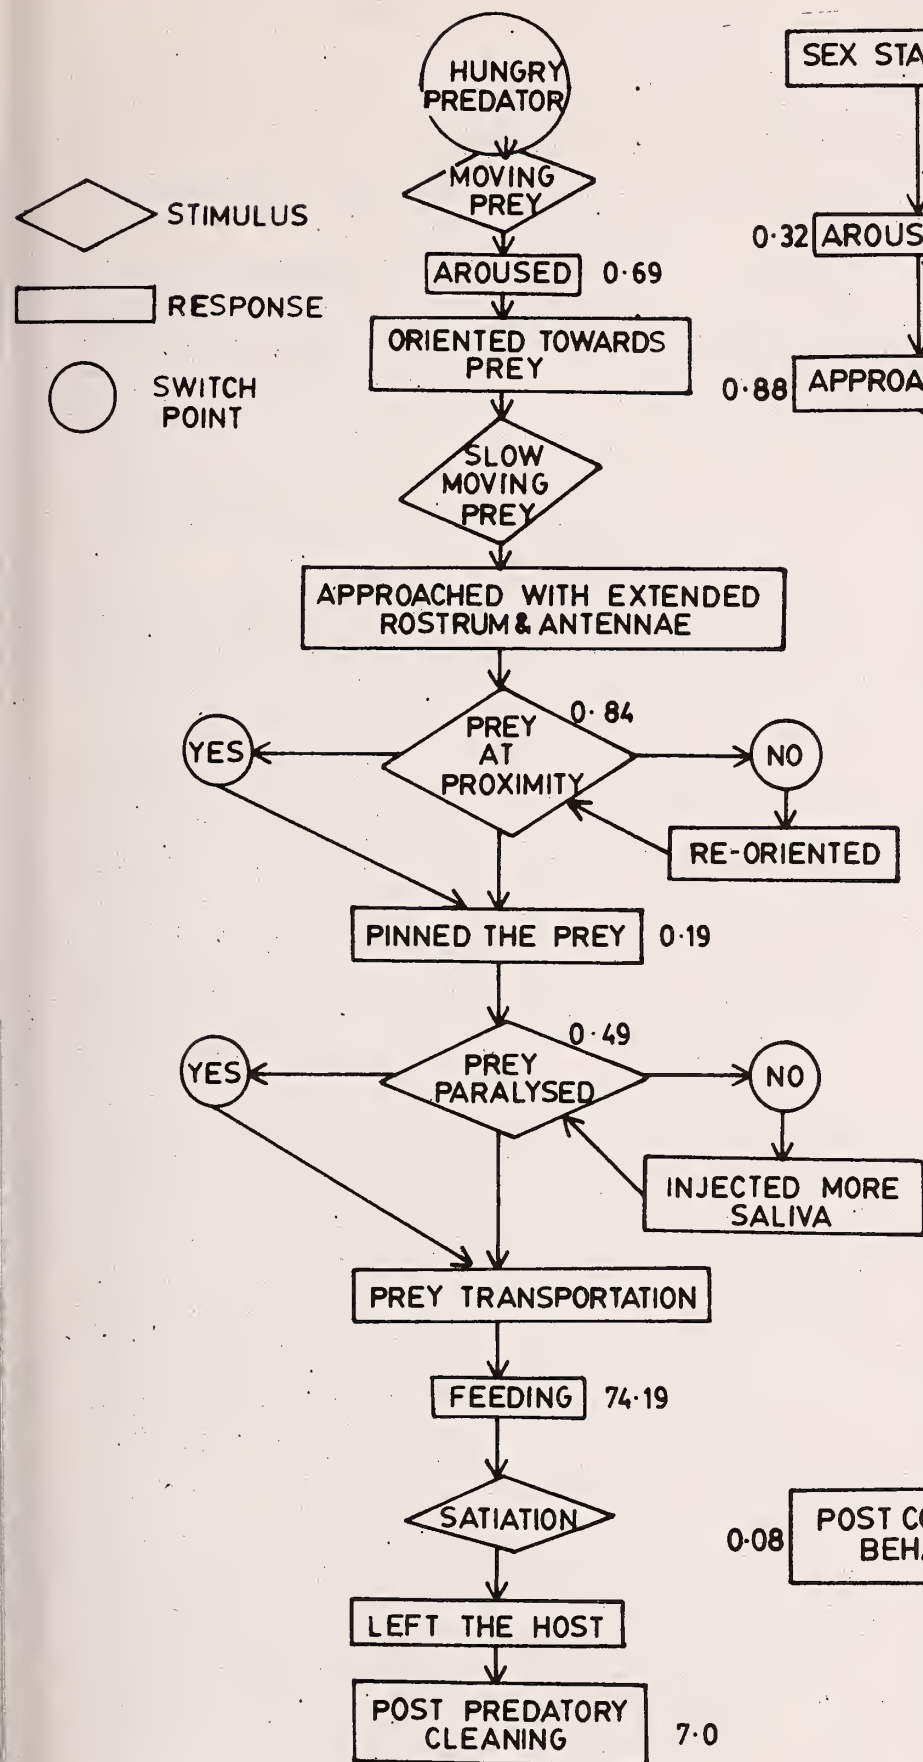 HUNGRY
PREDATOR
MOVING
PREY
STIMULUS
AROUSED 0·69
RESPONSE
ORIENTED TOWARDS
PREY
SWITCH
POINT
SLOW
MOVING
PREY
APPROACHED WITH EXTENDED
ROSTRUM & ANTENNAE
0·84
PREY
AT
PROXIMITY
YES
NO
RE-ORIENTED
PINNED THE PREY 0·19
0·49
PREY
PARALYSED
YES
NO
INJECTED MORE
SALIVA
PREY TRANSPORTATION
FEEDING 74·19
SATIATION
LEFT THE HOST
POST PREDATORY
CLEANING 7·0
SEX
0·32
0·88
0·08 POST